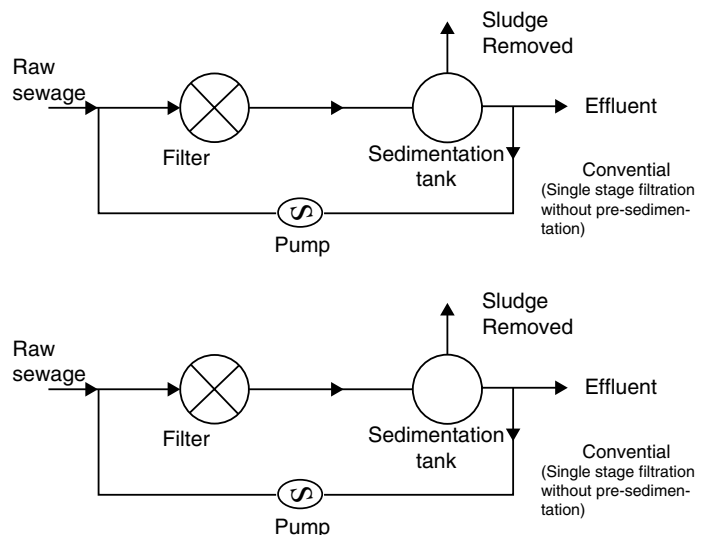 Sludge
Removed
Raw
sewage
Effluent
Filter
Sedimentation
tank
Convential
(Single stage filtration
without pre-sedimen-
tation)
S
Pump
Sludge
Removed
Raw
sewage
Effluent
Filter
Sedimentation
tank
Convential
(Single stage filtration
without pre-sedimen-
tation)
S
Pump